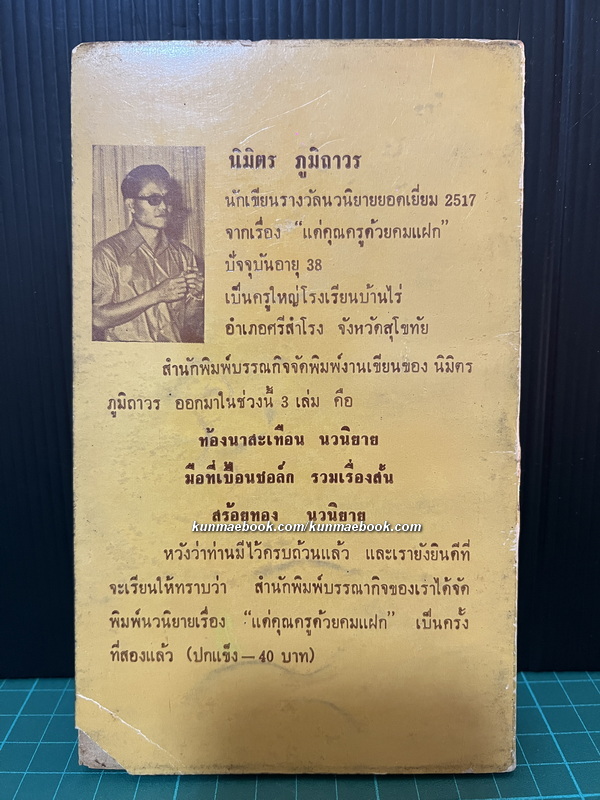 นิมิตร ภูมิถาวร
นักเขียนรางวัลนวนิยายยอดเยี่ยม 2517
จากเรื่อง “แด่คุณครูด้วยคมแฝก”
ปัจจุบันอายุ 38
เป็นครูใหญ่โรงเรียนบ้านไร่
อำเภอศรีสำโรง จังหวัดสุโขทัย
สำนักพิมพ์บรรณกิจจัดพิมพ์งานเขียนของ นิมิตร
ภูมิถาวร ออกมาในช่วงนี้ 3 เล่ม คือ
ท้องนาสะเทือน นวนิยาย
มือที่เปื้อนชอล์ก รวมเรื่องสั้น
สร้อยทอง นวนิยาย
kunmaebook.com/kunmaebook.com
หวังว่าท่านมีไว้ครบถ้วนแล้ว และเรายังยินดีที่
จะเรียนให้ทราบว่า สำนักพิมพ์บรรณกิจของเราได้จัด
พิมพ์นวนิยายเรื่อง “แด่คุณครูด้วยคมแฝก” เป็นครั้ง
ที่สองแล้ว (ปกแข็ง – 40 บาท)